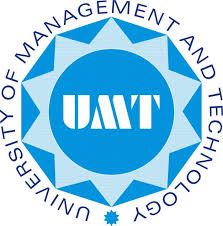 UNIVERSITY OF MANAGEMENT AND TECHNOLOGY
UMT